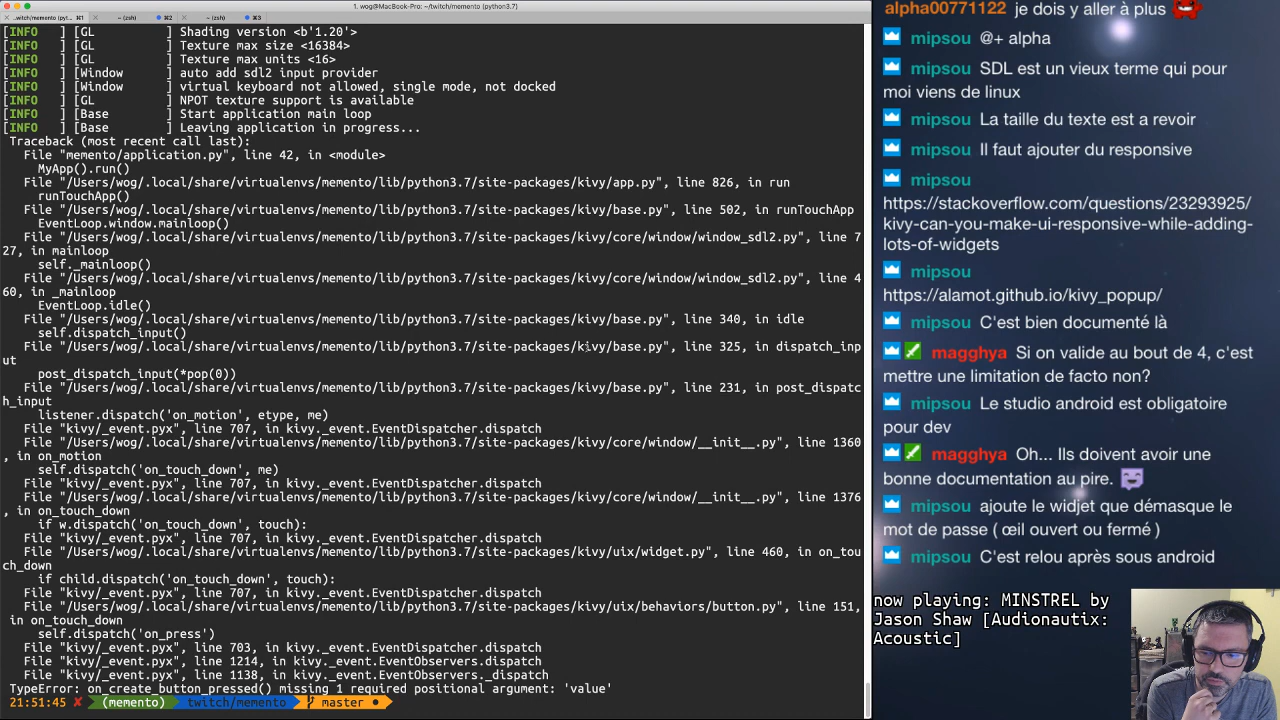 1. wog@MacBook-Pro: ~/twitch/memento (python3.7)
..witch/memento (pyt... ⌘1
~ (zsh) ⌘2
~ (zsh) ⌘3
[INFO   ] [GL          ] Shading version <b'1.20'>
[INFO   ] [GL          ] Texture max size <16384>
[INFO   ] [GL          ] Texture max units <16>
[INFO   ] [Window      ] auto add sdl2 input provider
[INFO   ] [Window      ] virtual keyboard not allowed, single mode, not docked
[INFO   ] [GL          ] NPOT texture support is available
[INFO   ] [Base        ] Start application main loop
[INFO   ] [Base        ] Leaving application in progress...
Traceback (most recent call last):
File "memento/application.py", line 42, in <module>
MyApp().run()
File "/Users/wog/.local/share/virtualenvs/memento/lib/python3.7/site-packages/kivy/app.py", line 826, in run
runTouchApp()
File "/Users/wog/.local/share/virtualenvs/memento/lib/python3.7/site-packages/kivy/base.py", line 502, in runTouchApp
EventLoop.window.mainloop()
File "/Users/wog/.local/share/virtualenvs/memento/lib/python3.7/site-packages/kivy/core/window/window_sdl2.py", line 7
27, in mainloop
self._mainloop()
File "/Users/wog/.local/share/virtualenvs/memento/lib/python3.7/site-packages/kivy/core/window/window_sdl2.py", line 4
60, in _mainloop
EventLoop.idle()
File "/Users/wog/.local/share/virtualenvs/memento/lib/python3.7/site-packages/kivy/base.py", line 340, in idle
self.dispatch_input()
File "/Users/wog/.local/share/virtualenvs/memento/lib/python3.7/site-packages/kivy/base.py", line 325, in dispatch_inp
ut
post_dispatch_input(*pop(0))
File "/Users/wog/.local/share/virtualenvs/memento/lib/python3.7/site-packages/kivy/base.py", line 231, in post_dispatc
h_input
listener.dispatch('on_motion', etype, me)
File "kivy/_event.pyx", line 707, in kivy._event.EventDispatcher.dispatch
File "/Users/wog/.local/share/virtualenvs/memento/lib/python3.7/site-packages/kivy/core/window/__init__.py", line 1360
, in on_motion
self.dispatch('on_touch_down', me)
File "kivy/_event.pyx", line 707, in kivy._event.EventDispatcher.dispatch
File "/Users/wog/.local/share/virtualenvs/memento/lib/python3.7/site-packages/kivy/core/window/__init__.py", line 1376
, in on_touch_down
if w.dispatch('on_touch_down', touch):
File "kivy/_event.pyx", line 707, in kivy._event.EventDispatcher.dispatch
File "/Users/wog/.local/share/virtualenvs/memento/lib/python3.7/site-packages/kivy/uix/widget.py", line 460, in on_tou
ch_down
if child.dispatch('on_touch_down', touch):
File "kivy/_event.pyx", line 707, in kivy._event.EventDispatcher.dispatch
File "/Users/wog/.local/share/virtualenvs/memento/lib/python3.7/site-packages/kivy/uix/behaviors/button.py", line 151,
in on_touch_down
self.dispatch('on_press')
File "kivy/_event.pyx", line 703, in kivy._event.EventDispatcher.dispatch
File "kivy/_event.pyx", line 1214, in kivy._event.EventObservers.dispatch
File "kivy/_event.pyx", line 1138, in kivy._event.EventObservers._dispatch
TypeError: on_create_button_pressed() missing 1 required positional argument: 'value'
21:51:45 ✘ (memento) twitch/memento master ●
alpha00771122 je dois y aller à plus
mipsou @+ alpha
mipsou SDL est un vieux terme qui pour
moi viens de linux
mipsou La taille du texte est a revoir
mipsou Il faut ajouter du responsive
mipsou
https://stackoverflow.com/questions/23293925/
kivy-can-you-make-ui-responsive-while-adding-
lots-of-widgets
mipsou
https://alamot.github.io/kivy_popup/
mipsou C'est bien documenté là
magghya Si on valide au bout de 4, c'est
mettre une limitation de facto non?
mipsou Le studio android est obligatoire
pour dev
magghya Oh... Ils doivent avoir une
bonne documentation au pire.
mipsou ajoute le widjet que démasque le
mot de passe ( œil ouvert ou fermé )
mipsou C'est relou après sous android
now playing: MINSTREL by
Jason Shaw [Audionautix:
Acoustic]